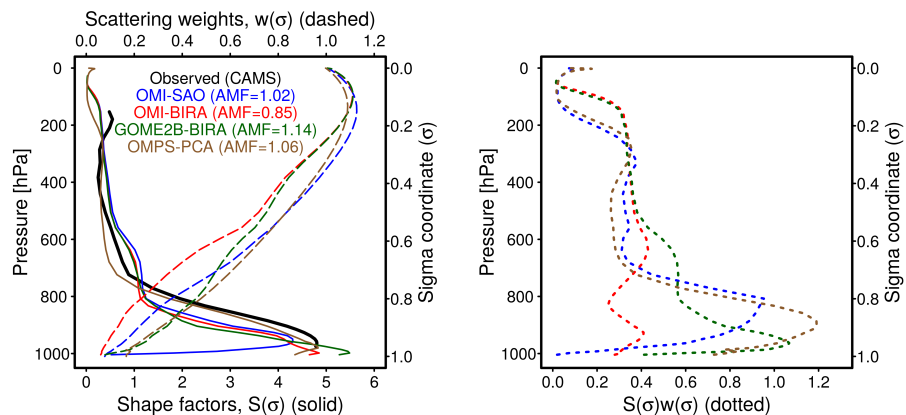 Scattering weights, w(σ) (dashed)
0.0 0.2 0.4 0.6 0.8 1.0 1.2
Observed (CAMS)
OMI-SAO (AMF=1.02)
OMI-BIRA (AMF=0.85)
GOME2B-BIRA (AMF=1.14)
OMPS-PCA (AMF=1.06)
Pressure [hPa]
0
200
400
600
800
1000
Sigma coordinate (σ)
0.0
0.2
0.4
0.6
0.8
1.0
0 1 2 3 4 5 6
Shape factors, S(σ) (solid)
Pressure [hPa]
0
200
400
600
800
1000
Sigma coordinate (σ)
0.0
0.2
0.4
0.6
0.8
1.0
0.0 0.2 0.4 0.6 0.8 1.0 1.2
S(σ)w(σ) (dotted)